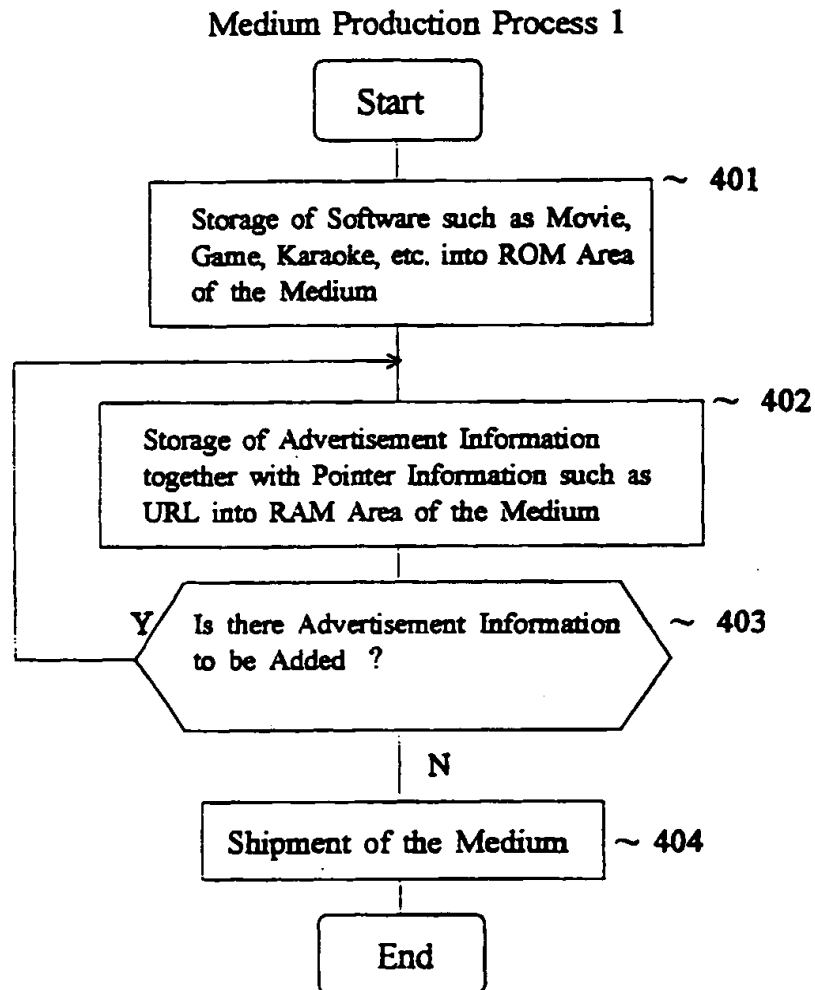 Medium Production Process 1
Start
~ 401
Storage of Software such as Movie,
Game, Karaoke, etc. into ROM Area
of the Medium
~ 402
Storage of Advertisement Information
together with Pointer Information such as
URL into RAM Area of the Medium
Y
Is there Advertisement Information
to be Added ?
~ 403
N
Shipment of the Medium
~ 404
End